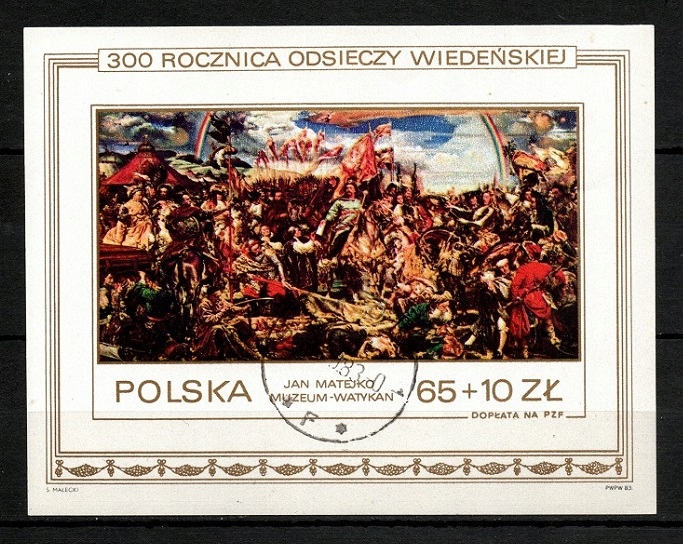 300 ROCZNICA ODSIECZY WIEDEŃSKIEJ
POLSKA
JAN MATEJKO
MUZEUM-WATYKAN
65 + 10 ZŁ
DOPŁATA NA PZF
F
S. MAŁECKI
PWPW 83.